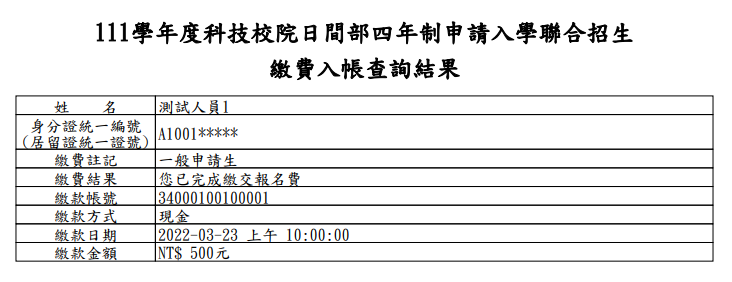 111學年度科技校院日間部四年制申請入學聯合招生
繳費入帳查詢結果
姓 名 測試人員1
身分證統一編號
(居留證統一證號) A1001*****
繳費註記 一般申請生
繳費結果 您已完成繳交報名費
繳款帳號 34000100100001
繳款方式 現金
繳款日期 2022-03-23 上午 10:00:00
繳款金額 NT$ 500元